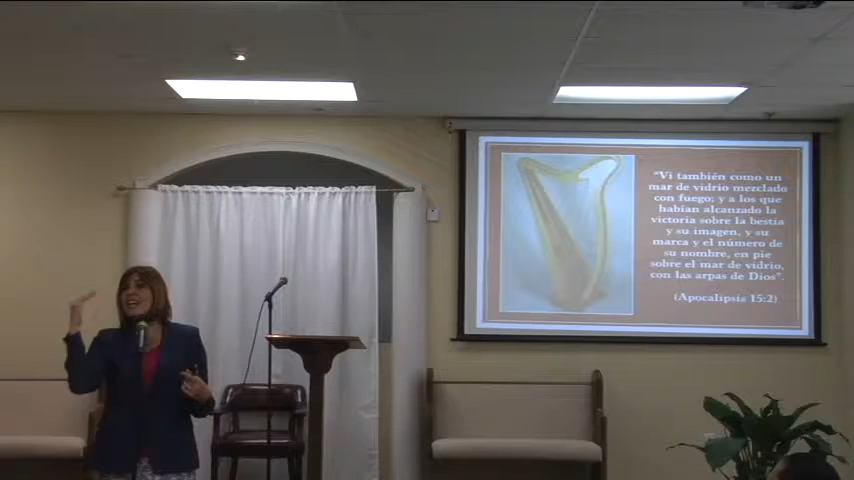 "Vi también como un
mar de vidrio mezclado
con fuego; y a los que
habían alcanzado la
victoria sobre la bestia
y su imagen, y su
marca y el número de
su nombre, en pie
sobre el mar de vidrio,
con las arpas de Dios".
(Apocalipsis 15:2)